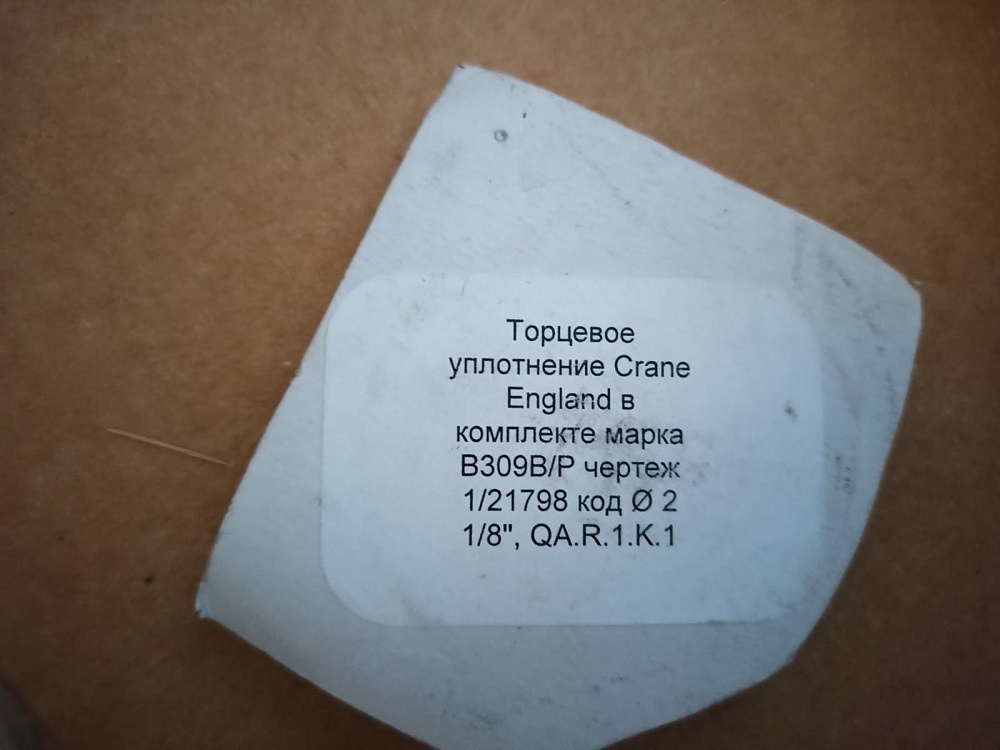 Торцевое
уплотнение Crane
England в
комплекте марка
B309B/P чертеж
1/21798 код Ø 2
1/8", QA.R.1.K.1